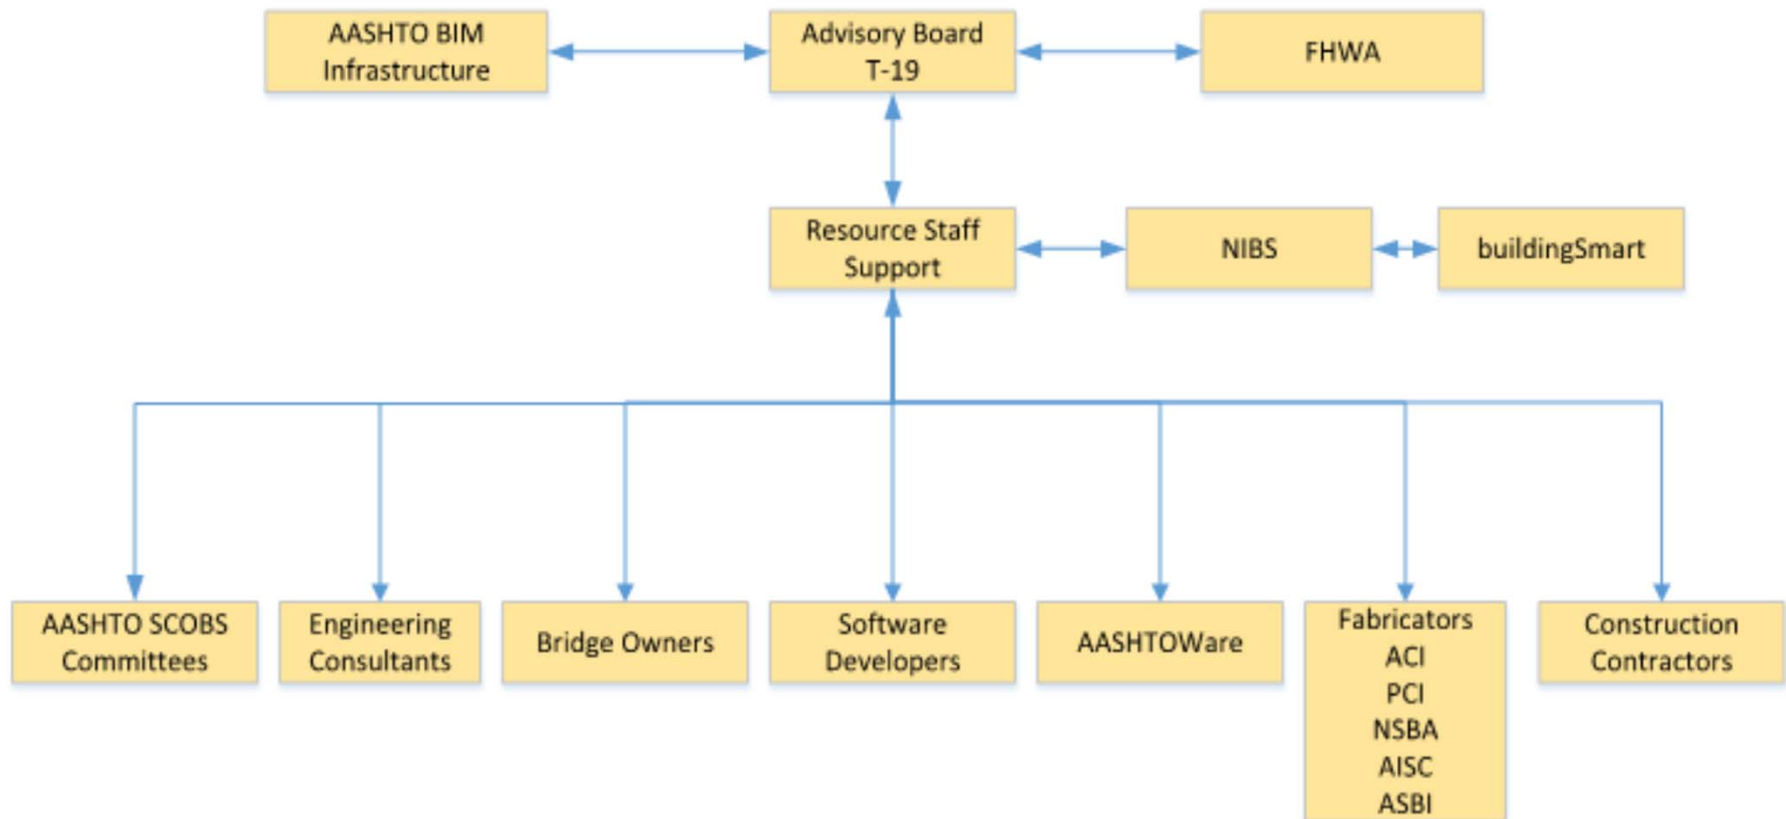 AASHTO BIM
Infrastructure
Advisory Board
T-19
FHWA
Resource Staff
Support
NIBS
buildingSmart
AASHTO SCOBS
Committees
Engineering
Consultants
Bridge Owners
Software
Developers
AASHTOWare
Fabricators
ACI
PCI
NSBA
AISC
ASBI
Construction
Contractors